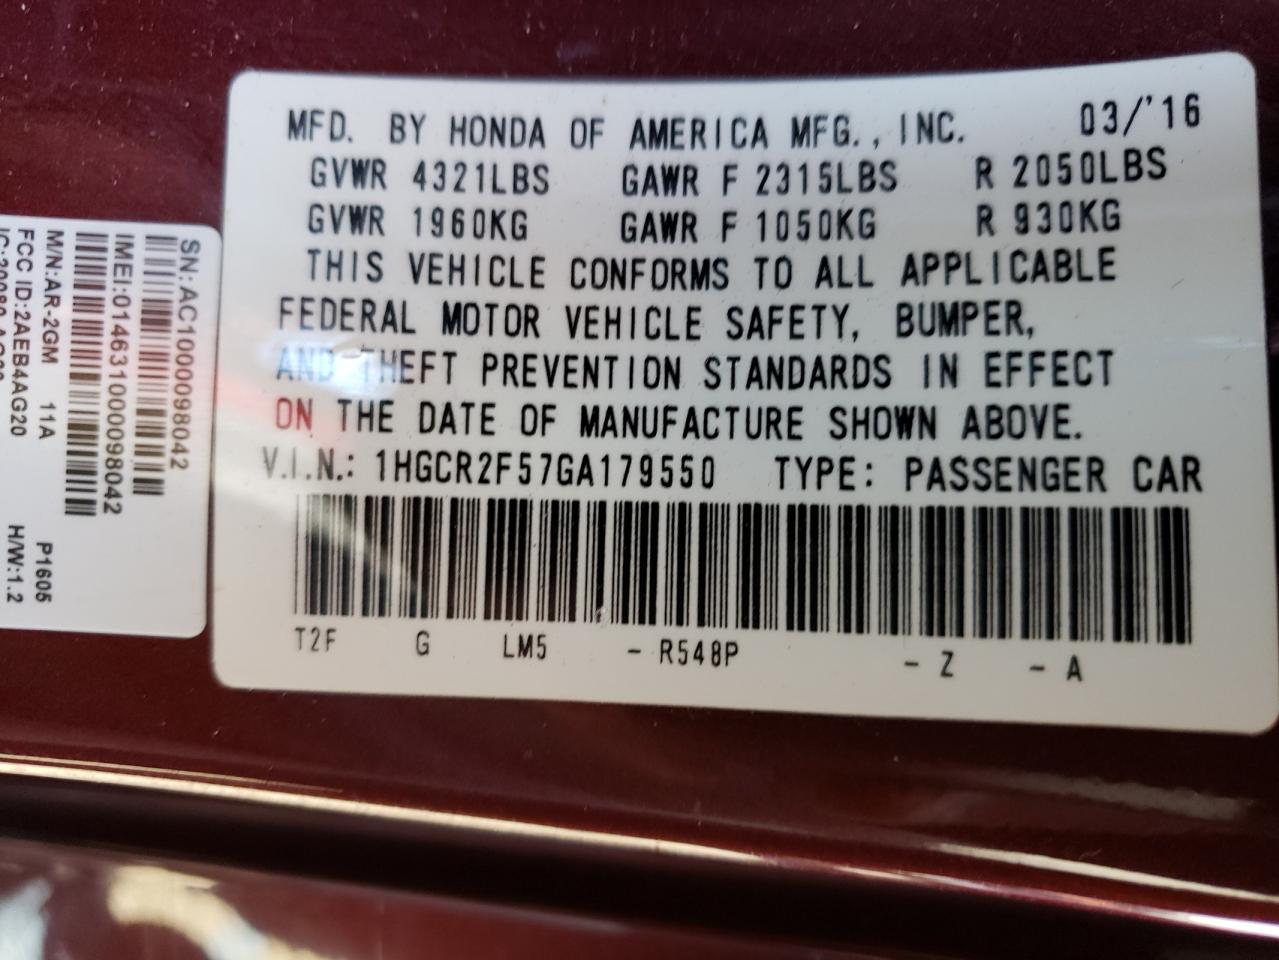 MFD. BY HONDA OF AMERICA MFG., INC. 03/'16
GVWR 4321LBS GAWR F 2315LBS R 2050LBS
GVWR 1960KG GAWR F 1050KG R 930KG
THIS VEHICLE CONFORMS TO ALL APPLICABLE
FEDERAL MOTOR VEHICLE SAFETY, BUMPER,
AND THEFT PREVENTION STANDARDS IN EFFECT
ON THE DATE OF MANUFACTURE SHOWN ABOVE.
V.I.N.: 1HGCR2F57GA179550 TYPE: PASSENGER CAR
T2F G LM5 - R548P - Z - A
SN:AC10000098042
IMEI:014631000098042
M/N:AR-2GM 11A P1605
FCC ID:2AEB4AG20 H/W:1.2